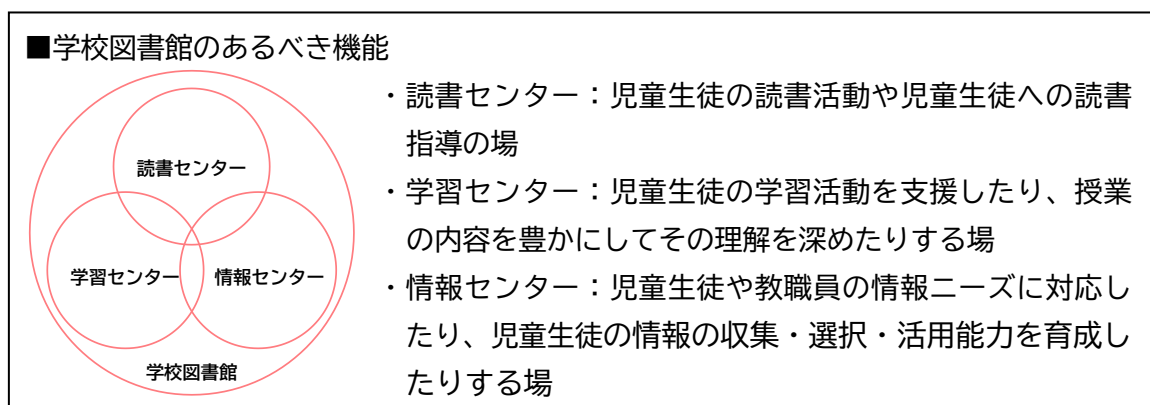 ■学校図書館のあるべき機能
読書センター
学習センター
情報センター
学校図書館
・読書センター：児童生徒の読書活動や児童生徒への読書
指導の場
・学習センター：児童生徒の学習活動を支援したり、授業
の内容を豊かにしてその理解を深めたりする場
・情報センター：児童生徒や教職員の情報ニーズに対応し
たり、児童生徒の情報の収集・選択・活用能力を育成し
たりする場